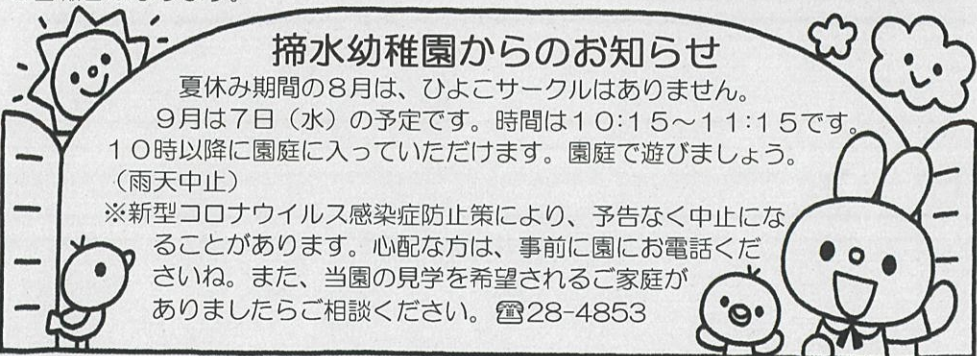 揥水幼稚園からのお知らせ
夏休み期間の8月は、ひよこサークルはありません。
9月は7日（水）の予定です。時間は10:15～11:15です。
10時以降に園庭に入っていただけます。園庭で遊びましょう。
（雨天中止）
※新型コロナウイルス感染症防止策により、予告なく中止にな
ることがあります。心配な方は、事前に園にお電話くだ
さいね。また、当園の見学を希望されるご家庭が
ありましたらご相談ください。☎28-4853